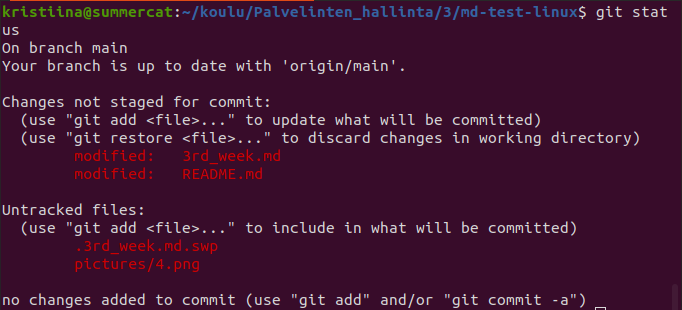 kristiina@summercat:~/koulu/Palvelinten_hallinta/3/md-test-linux$ git stat
us
On branch main
Your branch is up to date with 'origin/main'.
Changes not staged for commit:
  (use "git add <file>..." to update what will be committed)
  (use "git restore <file>..." to discard changes in working directory)
        modified:   3rd_week.md
        modified:   README.md
Untracked files:
  (use "git add <file>..." to include in what will be committed)
        .3rd_week.md.swp
        pictures/4.png
no changes added to commit (use "git add" and/or "git commit -a")